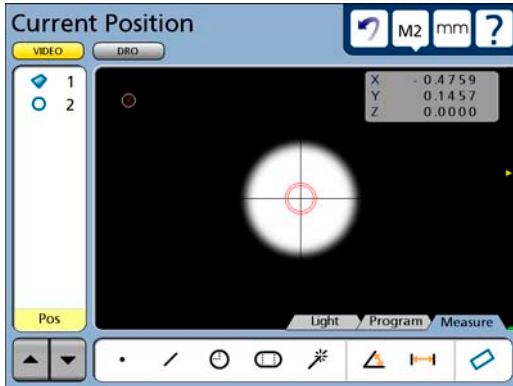 Current Position
M2 mm ?
VIDEO DRO
1
2
X - 0.4759
Y 0.1457
Z 0.0000
Pos
Light Program Measure